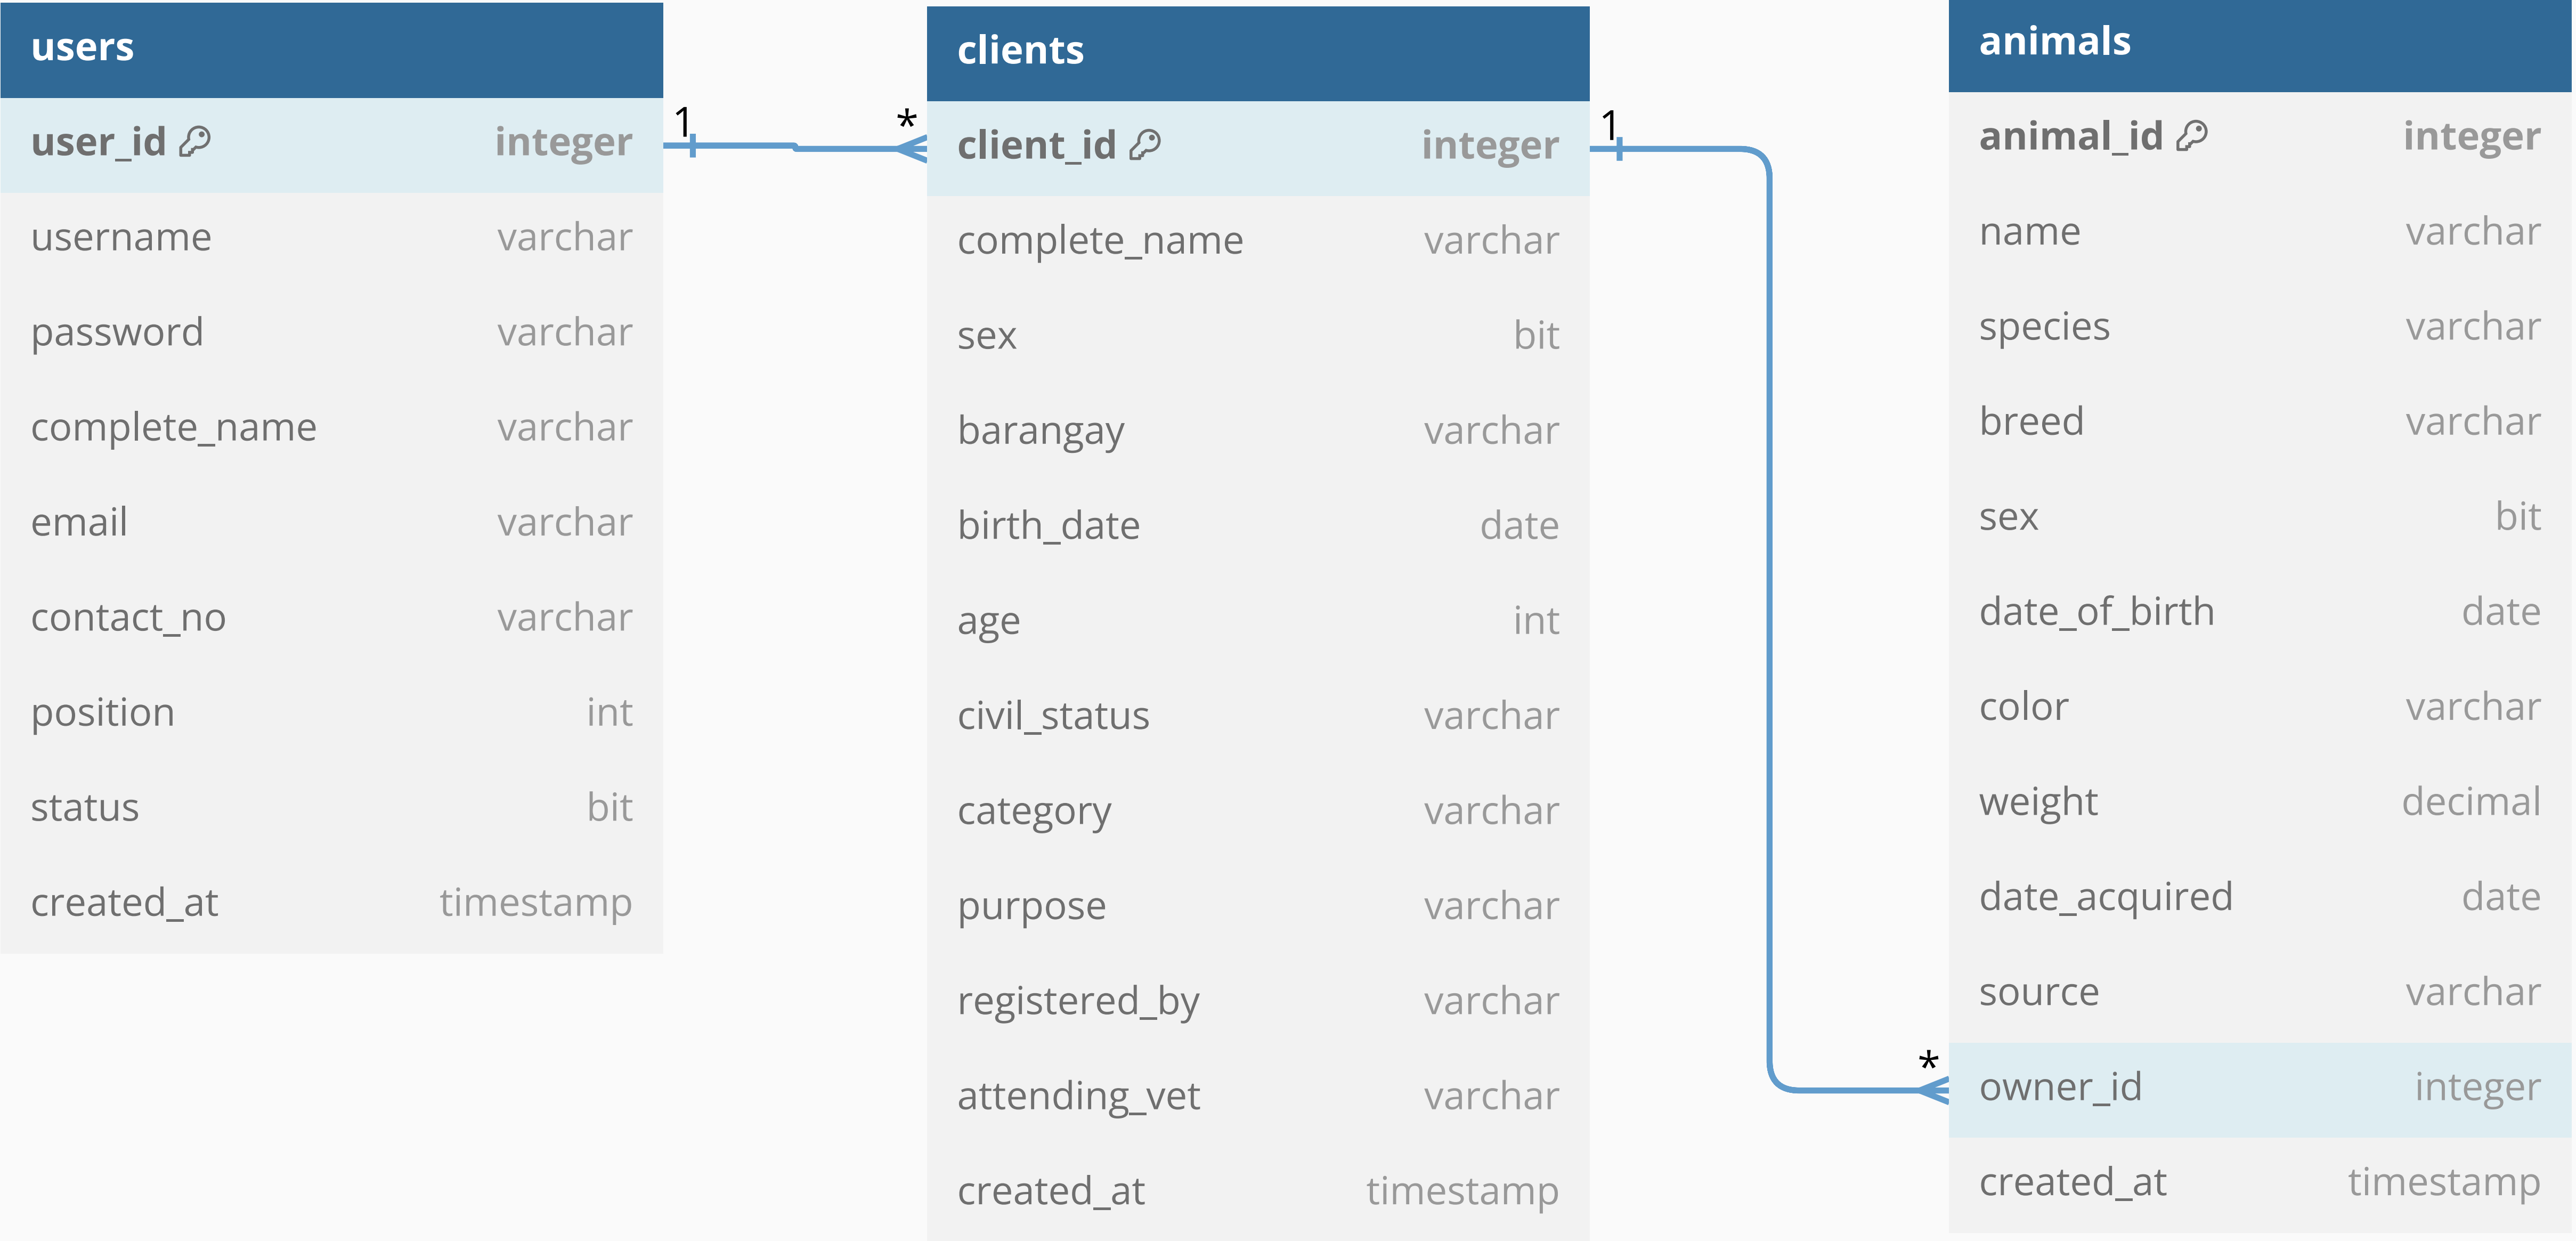 users
user_id integer
username varchar
password varchar
complete_name varchar
email varchar
contact_no varchar
position int
status bit
created_at timestamp
1 *
clients
client_id integer
complete_name varchar
sex bit
barangay varchar
birth_date date
age int
civil_status varchar
category varchar
purpose varchar
registered_by varchar
attending_vet varchar
created_at timestamp
1 *
animals
animal_id integer
name varchar
species varchar
breed varchar
sex bit
date_of_birth date
color varchar
weight decimal
date_acquired date
source varchar
owner_id integer
created_at timestamp